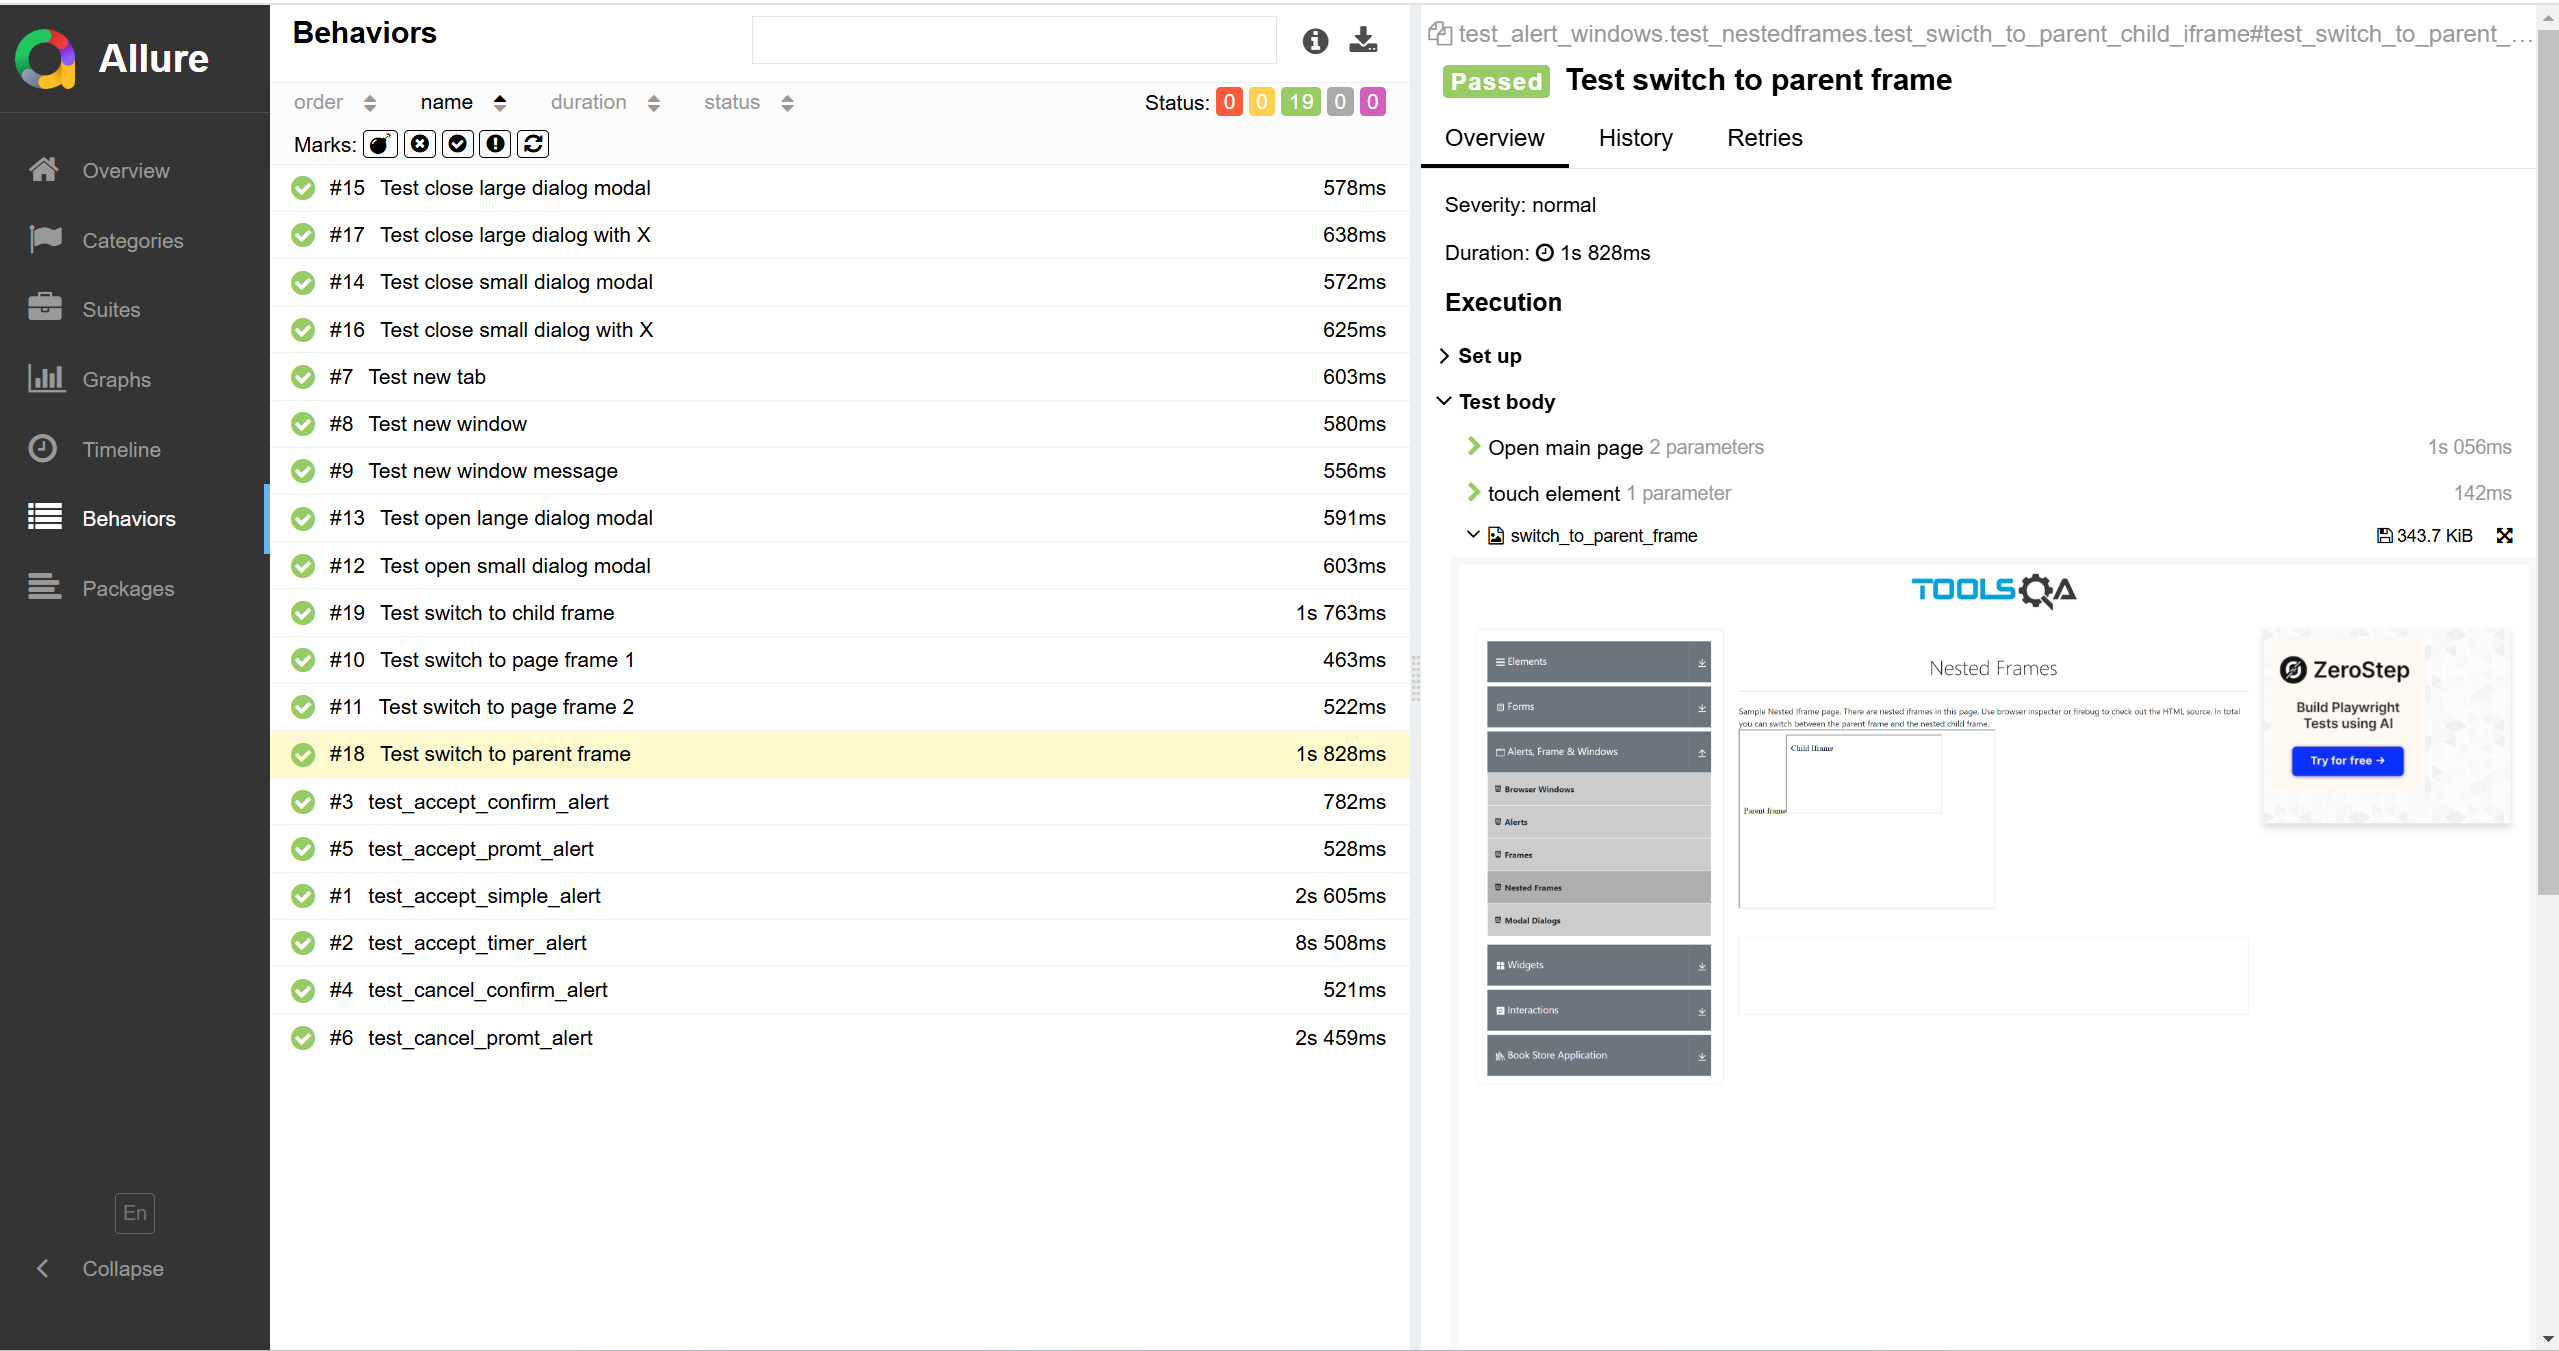 Allure
Overview
Categories
Suites
Graphs
Timeline
Behaviors
Packages
En
Collapse
Behaviors
order name duration status Status: 0 0 19 0 0
Marks:
#15 Test close large dialog modal 578ms
#17 Test close large dialog with X 638ms
#14 Test close small dialog modal 572ms
#16 Test close small dialog with X 625ms
#7 Test new tab 603ms
#8 Test new window 580ms
#9 Test new window message 556ms
#13 Test open lange dialog modal 591ms
#12 Test open small dialog modal 603ms
#19 Test switch to child frame 1s 763ms
#10 Test switch to page frame 1 463ms
#11 Test switch to page frame 2 522ms
#18 Test switch to parent frame 1s 828ms
#3 test_accept_confirm_alert 782ms
#5 test_accept_promt_alert 528ms
#1 test_accept_simple_alert 2s 605ms
#2 test_accept_timer_alert 8s 508ms
#4 test_cancel_confirm_alert 521ms
#6 test_cancel_promt_alert 2s 459ms
test_alert_windows.test_nestedframes.test_swicth_to_parent_child_iframe#test_switch_to_parent_...
Passed Test switch to parent frame
Overview History Retries
Severity: normal
Duration: 1s 828ms
Execution
Set up
Test body
Open main page 2 parameters 1s 056ms
touch element 1 parameter 142ms
switch_to_parent_frame 343.7 KiB
TOOLSQA
Elements
Forms
Alerts, Frame & Windows
Browser Windows
Alerts
Frames
Nested Frames
Modal Dialogs
Widgets
Interactions
Book Store Application
Nested Frames
Sample Nested Iframe page. There are nested iframes in this page. Use browser inspecter or firebug to check out the HTML source. In total
you can switch between the parent frame and the nested child frame.
Child Iframe
Parent frame
ZeroStep
Build Playwright
Tests using AI
Try for free →